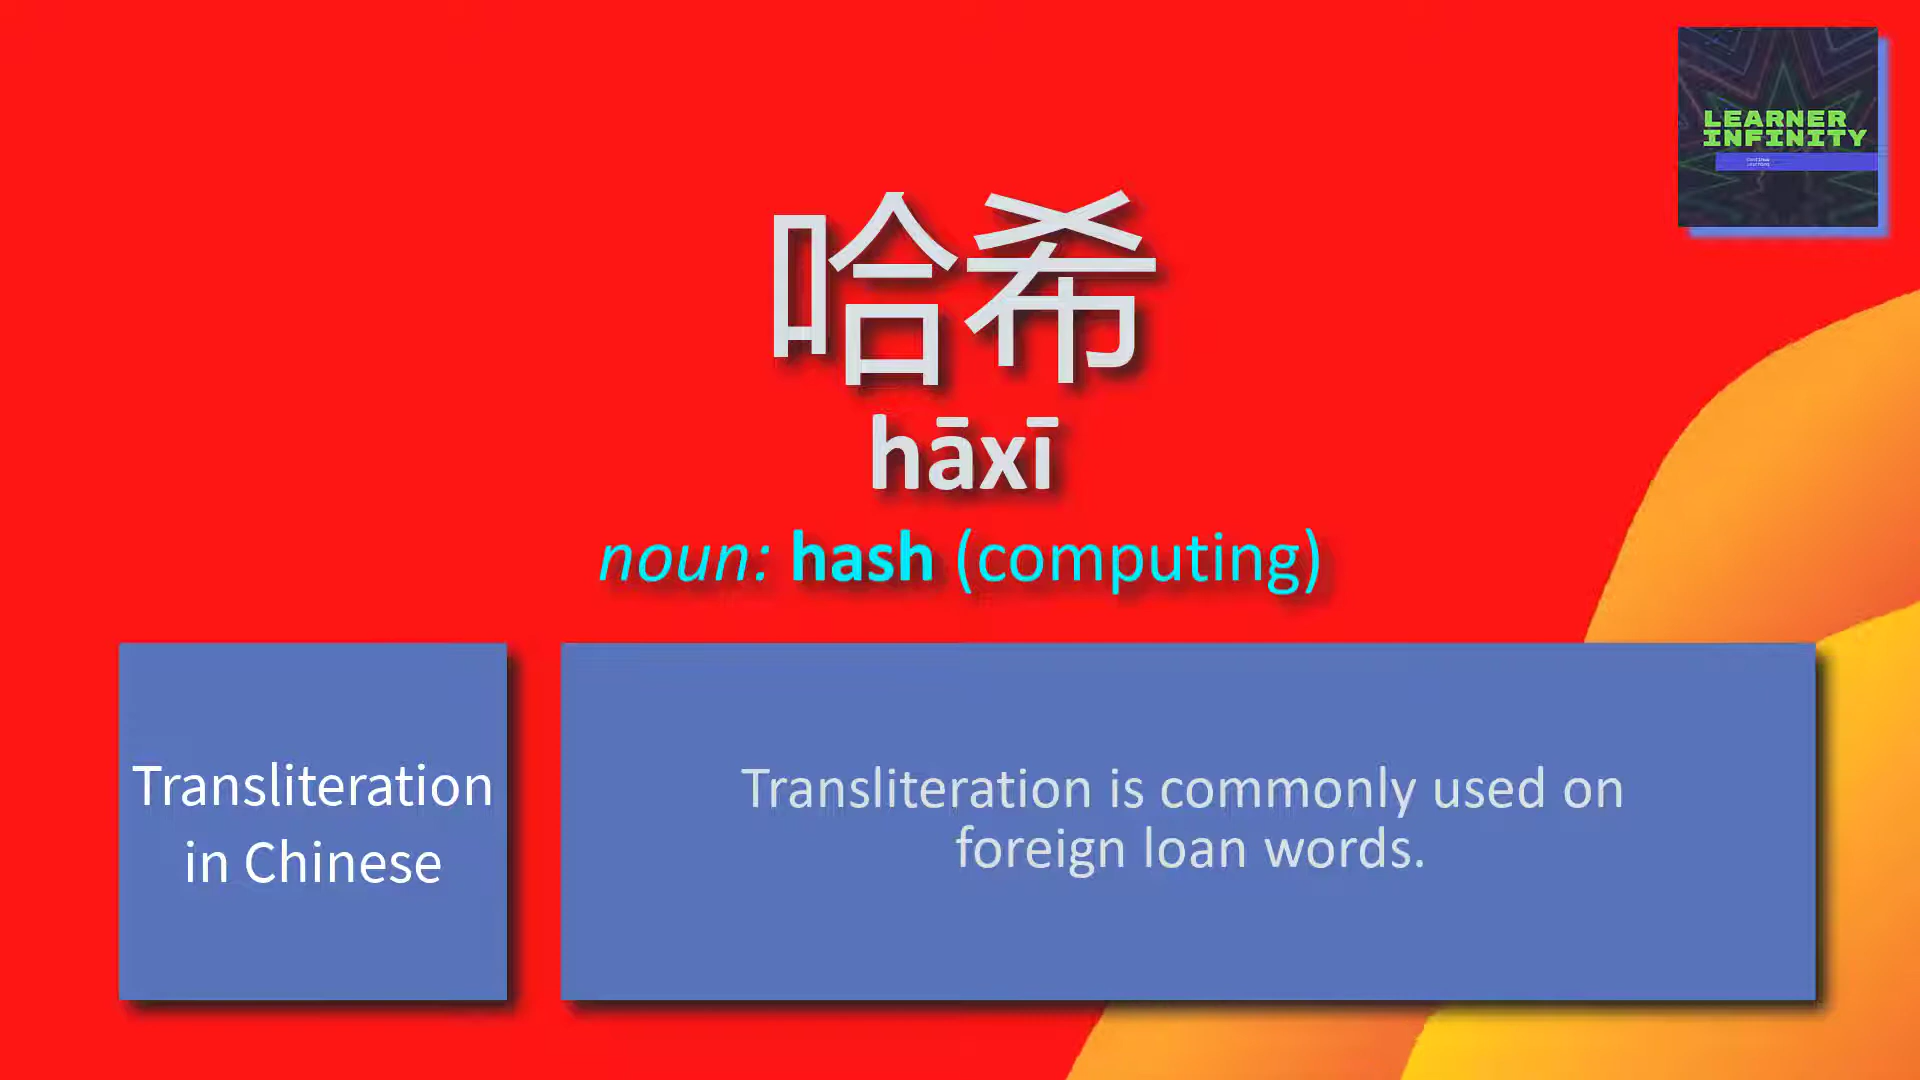 LEARNER
INFINITY
哈希
hāxī
noun: hash (computing)
Transliteration
in Chinese
Transliteration is commonly used on
foreign loan words.